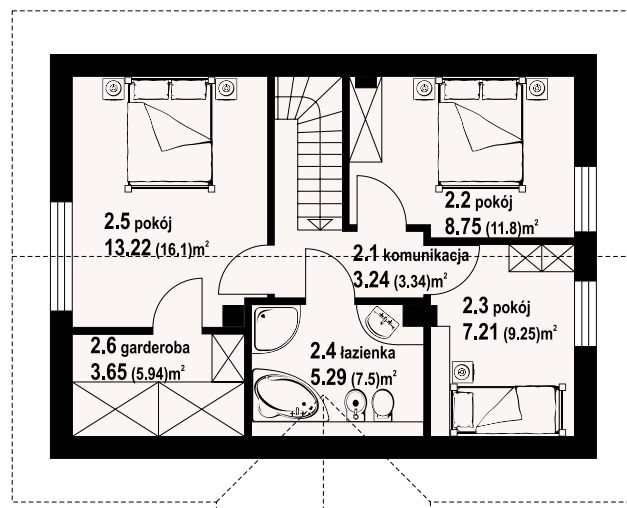 2.5 pokój
13.22 (16.1)m²
2.2 pokój
8.75 (11.8)m²
2.1 komunikacja
3.24 (3.34)m²
2.3 pokój
7.21 (9.25)m²
2.6 garderoba
3.65 (5.94)m²
2.4 łazienka
5.29 (7.5)m²